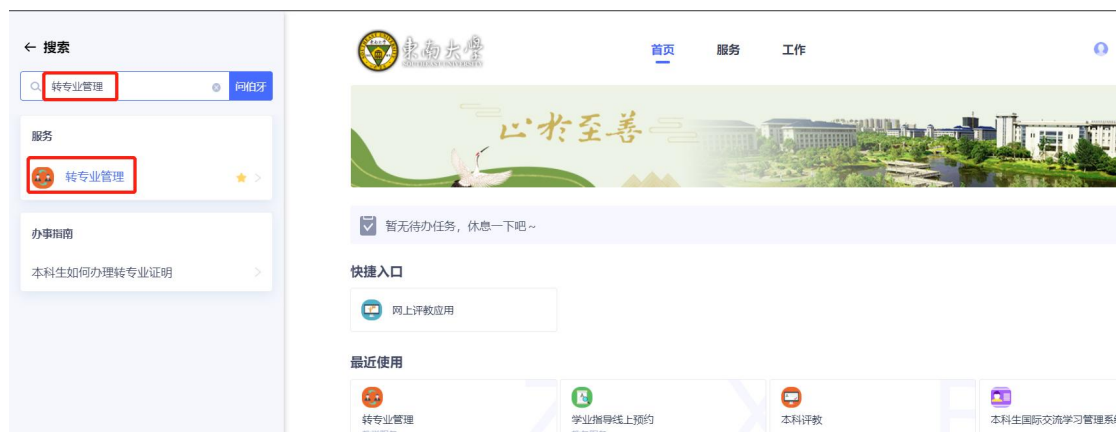 ← 搜索
转专业管理
问伯牙
服务
转专业管理
办事指南
本科生如何办理转专业证明
東南大學
SOUTHEAST UNIVERSITY
首页 服务 工作
止於至善
暂无待办任务，休息一下吧~
快捷入口
网上评教应用
最近使用
转专业管理 学业指导线上预约 本科评教 本科生国际交流学习管理系